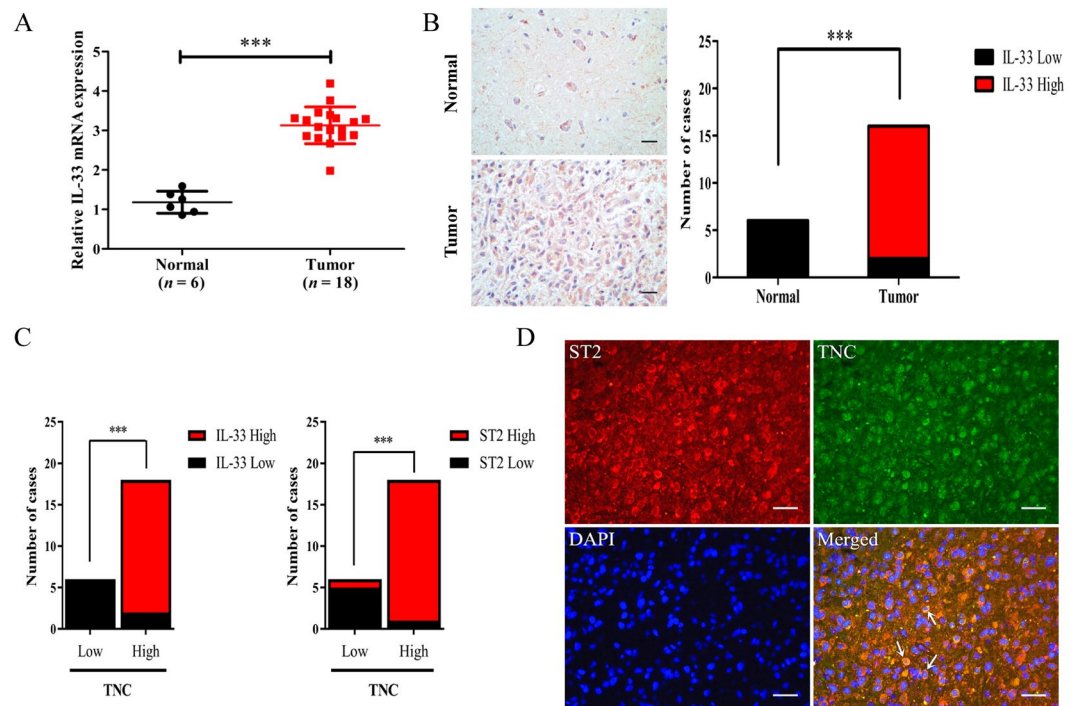 A
Relative IL-33 mRNA expression
5
4
3
2
1
0
***
Normal
(n = 6)
Tumor
(n = 18)
B
Normal
Tumor
Number of cases
25
20
15
10
5
0
***
IL-33 Low
IL-33 High
Normal
Tumor
C
Number of cases
25
20
15
10
5
0
***
IL-33 High
IL-33 Low
Low
High
TNC
Number of cases
25
20
15
10
5
0
***
ST2 High
ST2 Low
Low
High
TNC
D
ST2
TNC
DAPI
Merged